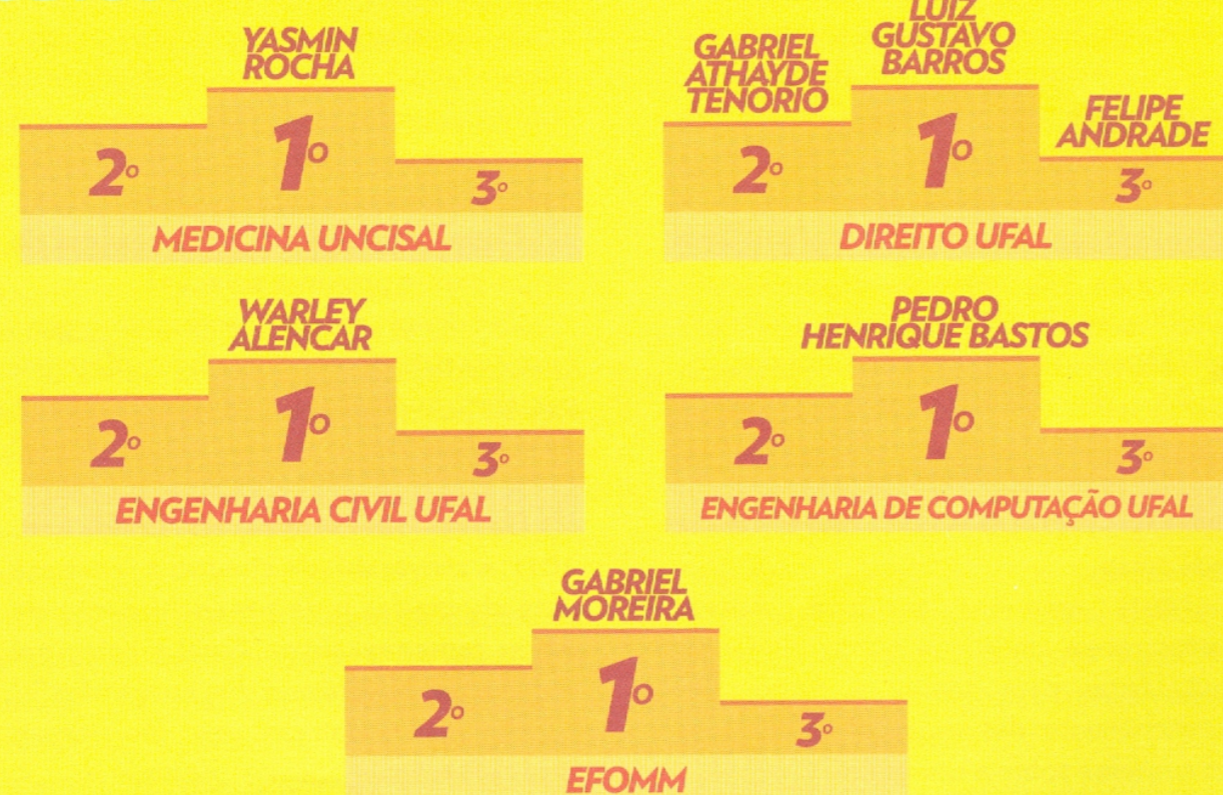 YASMIN
ROCHA
2º
1º
3º
MEDICINA UNCISAL
LUIZ
GUSTAVO
BARROS
GABRIEL
ATHAYDE
TENÓRIO
FELIPE
ANDRADE
2º
1º
3º
DIREITO UFAL
WARLEY
ALENCAR
2º
1º
3º
ENGENHARIA CIVIL UFAL
PEDRO
HENRIQUE BASTOS
2º
1º
3º
ENGENHARIA DE COMPUTAÇÃO UFAL
GABRIEL
MOREIRA
2º
1º
3º
EFOMM